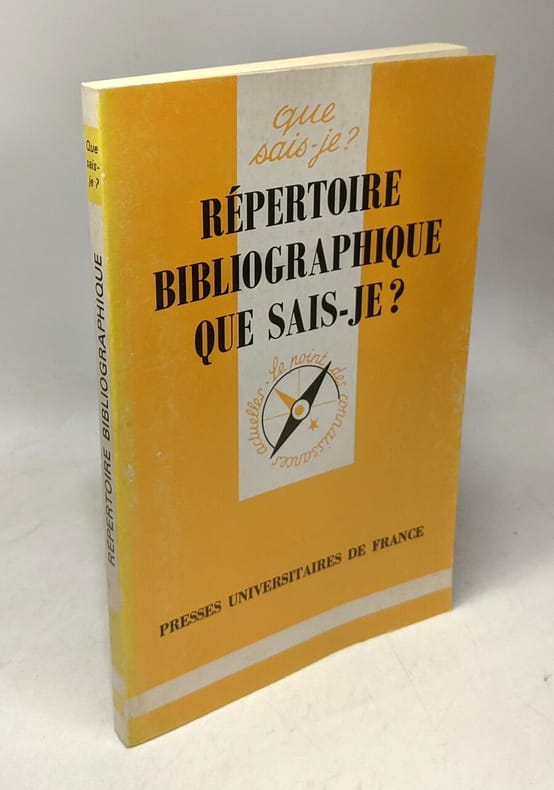 que
sais-je?
RÉPERTOIRE
BIBLIOGRAPHIQUE
QUE SAIS-JE?
Le point des connaissances actuelles.
PRESSES UNIVERSITAIRES DE FRANCE
Que
sais-
je?
RÉPERTOIRE BIBLIOGRAPHIQUE